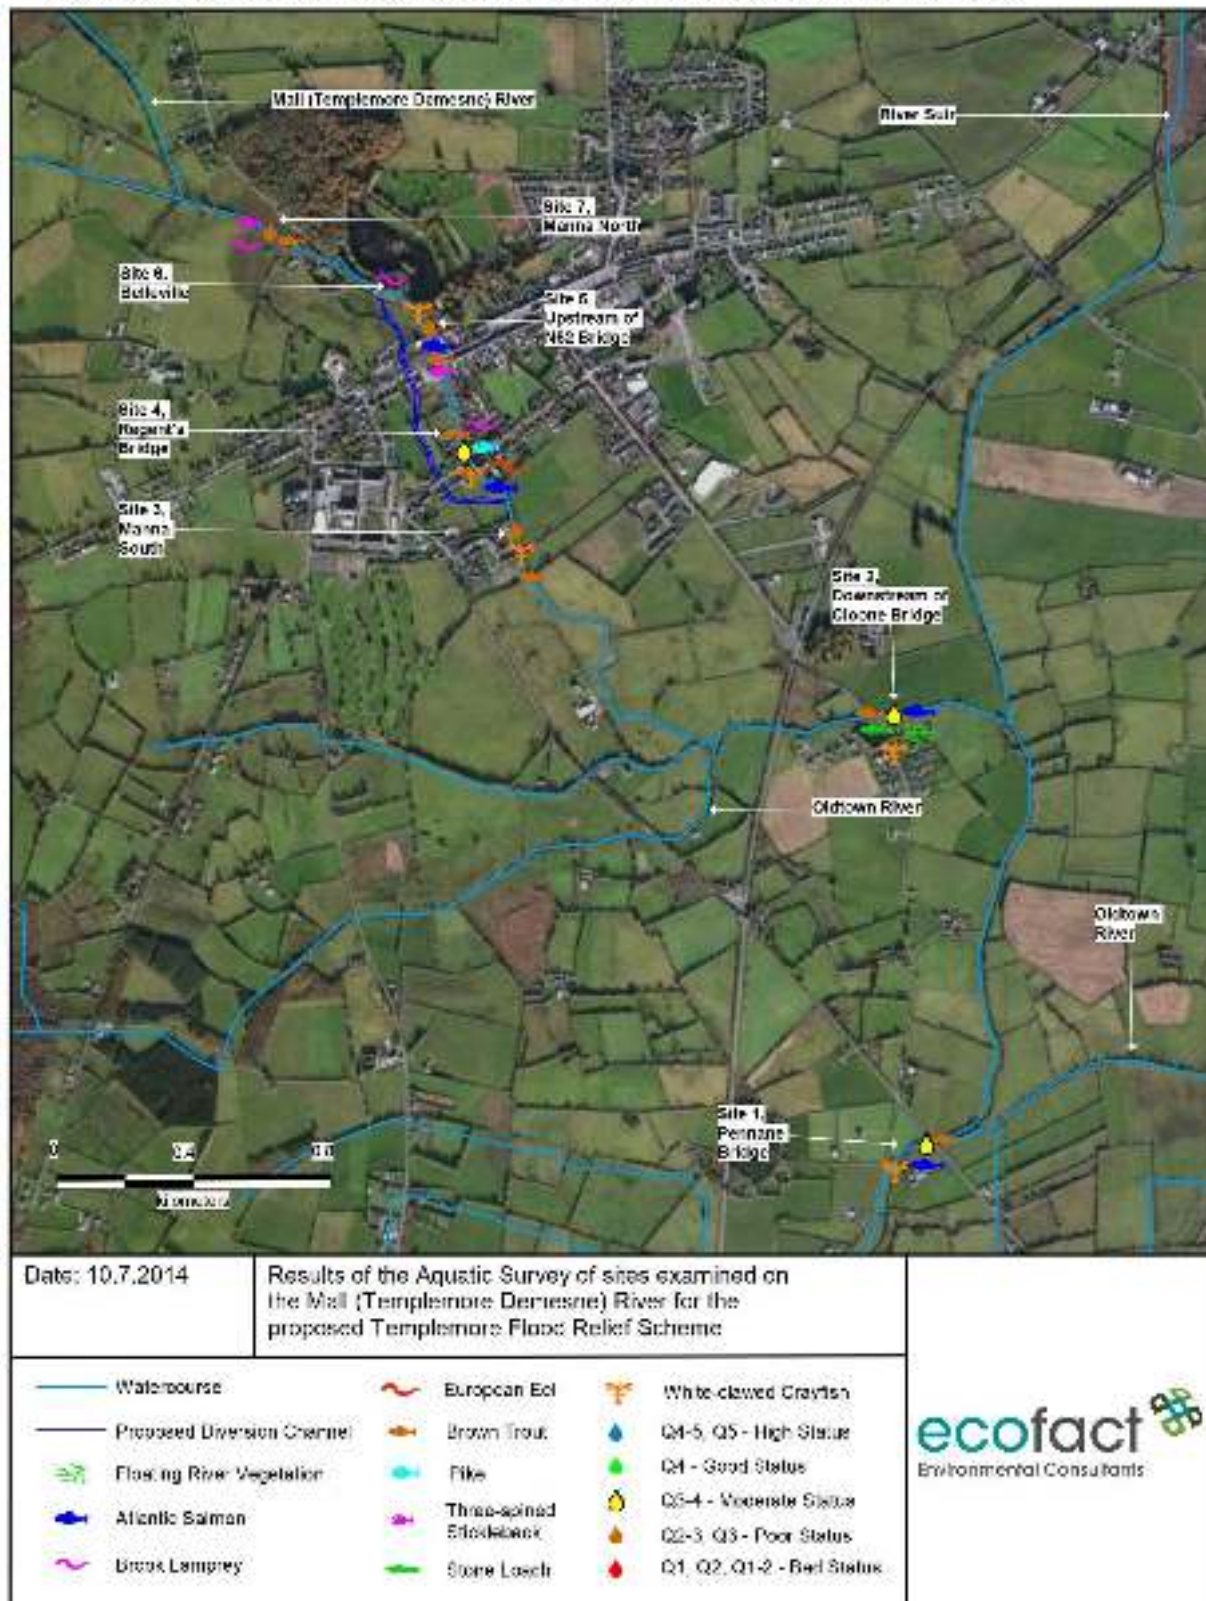 Mall (Templemore Demesne) River
River Suir
Site 7,
Manna North
Site 6,
Belleville
Site 5
Upstream of
N62 Bridge
Site 4,
Regent's
Bridge
Site 3,
Manna
South
Site 2,
Downstream of
Cloone Bridge
Oldtown River
Oldtown
River
Site 1,
Pennane
Bridge
0 0.4 0.8
kilometers
Date: 10.7.2014
Results of the Aquatic Survey of sites examined on
the Mall (Templemore Demesne) River for the
proposed Templemore Flood Relief Scheme
Watercourse
Proposed Diversion Channel
Floating River Vegetation
Atlantic Salmon
Brook Lamprey
European Eel
Brown Trout
Pike
Three-spined
Stickleback
Stone Loach
White-clawed Crayfish
Q4-5, Q5 - High Status
Q4 - Good Status
Q3-4 - Moderate Status
Q2-3, Q3 - Poor Status
Q1, Q2, Q1-2 - Bad Status
ecofact
Environmental Consultants